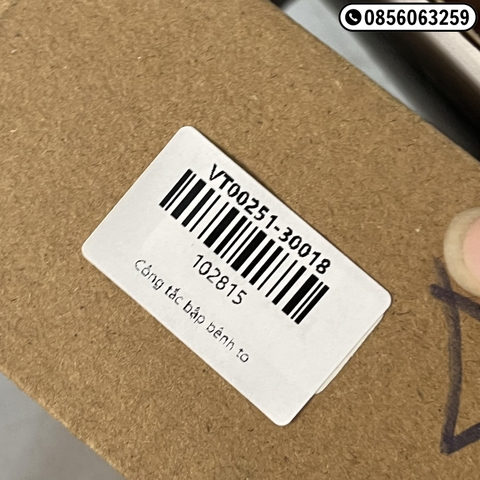 0856063259
VT00251-30018
102815
Công tắc bập bênh to